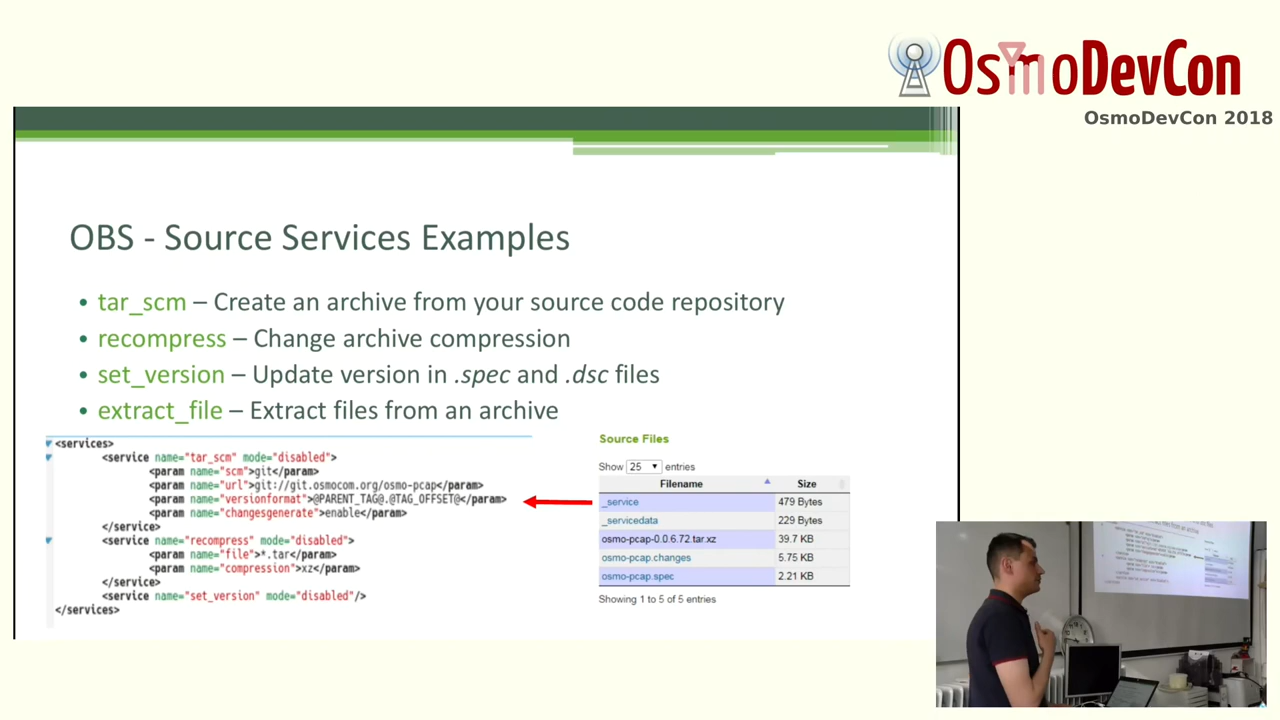 OsmoDevCon
OsmoDevCon 2018
OBS - Source Services Examples
• tar_scm – Create an archive from your source code repository
• recompress – Change archive compression
• set_version – Update version in .spec and .dsc files
• extract_file – Extract files from an archive
<services>
<service name="tar_scm" mode="disabled">
<param name="scm">git</param>
<param name="url">git://git.osmocom.org/osmo-pcap</param>
<param name="versionformat">@PARENT_TAG@.@TAG_OFFSET@</param>
<param name="changesgenerate">enable</param>
</service>
<service name="recompress" mode="disabled">
<param name="file">*.tar</param>
<param name="compression">xz</param>
</service>
<service name="set_version" mode="disabled"/>
</services>
Source Files
Show 25 entries
Filename Size
_service 479 Bytes
_servicedata 229 Bytes
osmo-pcap-0.0.6.72.tar.xz 39.7 KB
osmo-pcap.changes 5.75 KB
osmo-pcap.spec 2.21 KB
Showing 1 to 5 of 5 entries